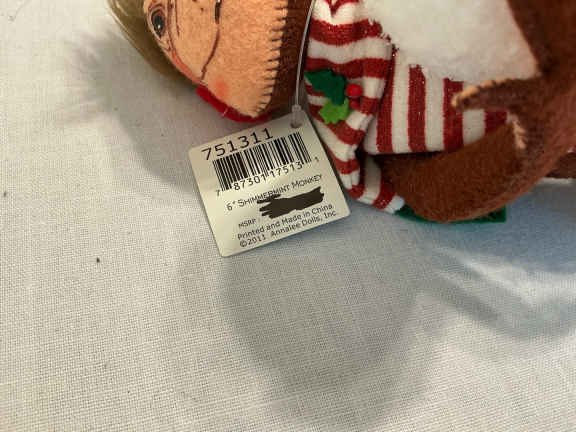 751311
7 87301 17513 1
6" Shimmermint Monkey
MSRP:
Printed and Made in China
©2011 Annalee Dolls, Inc.